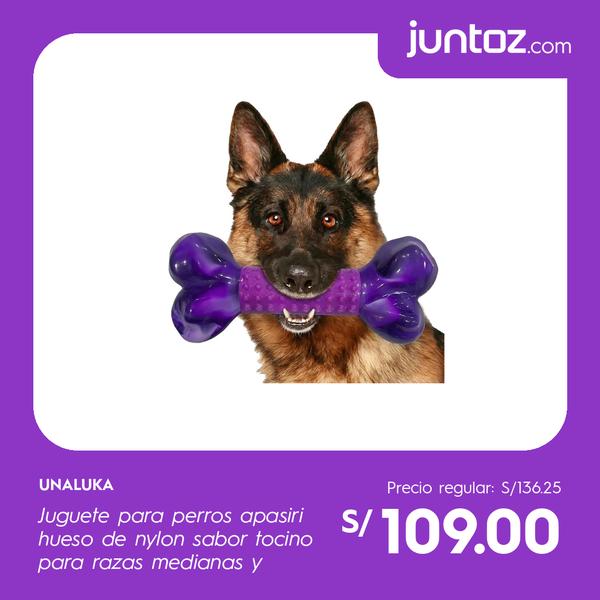 juntoz.com
UNALUKA
Juguete para perros apasiri
hueso de nylon sabor tocino
para razas medianas y
Precio regular: S/136.25
S/ 109.00